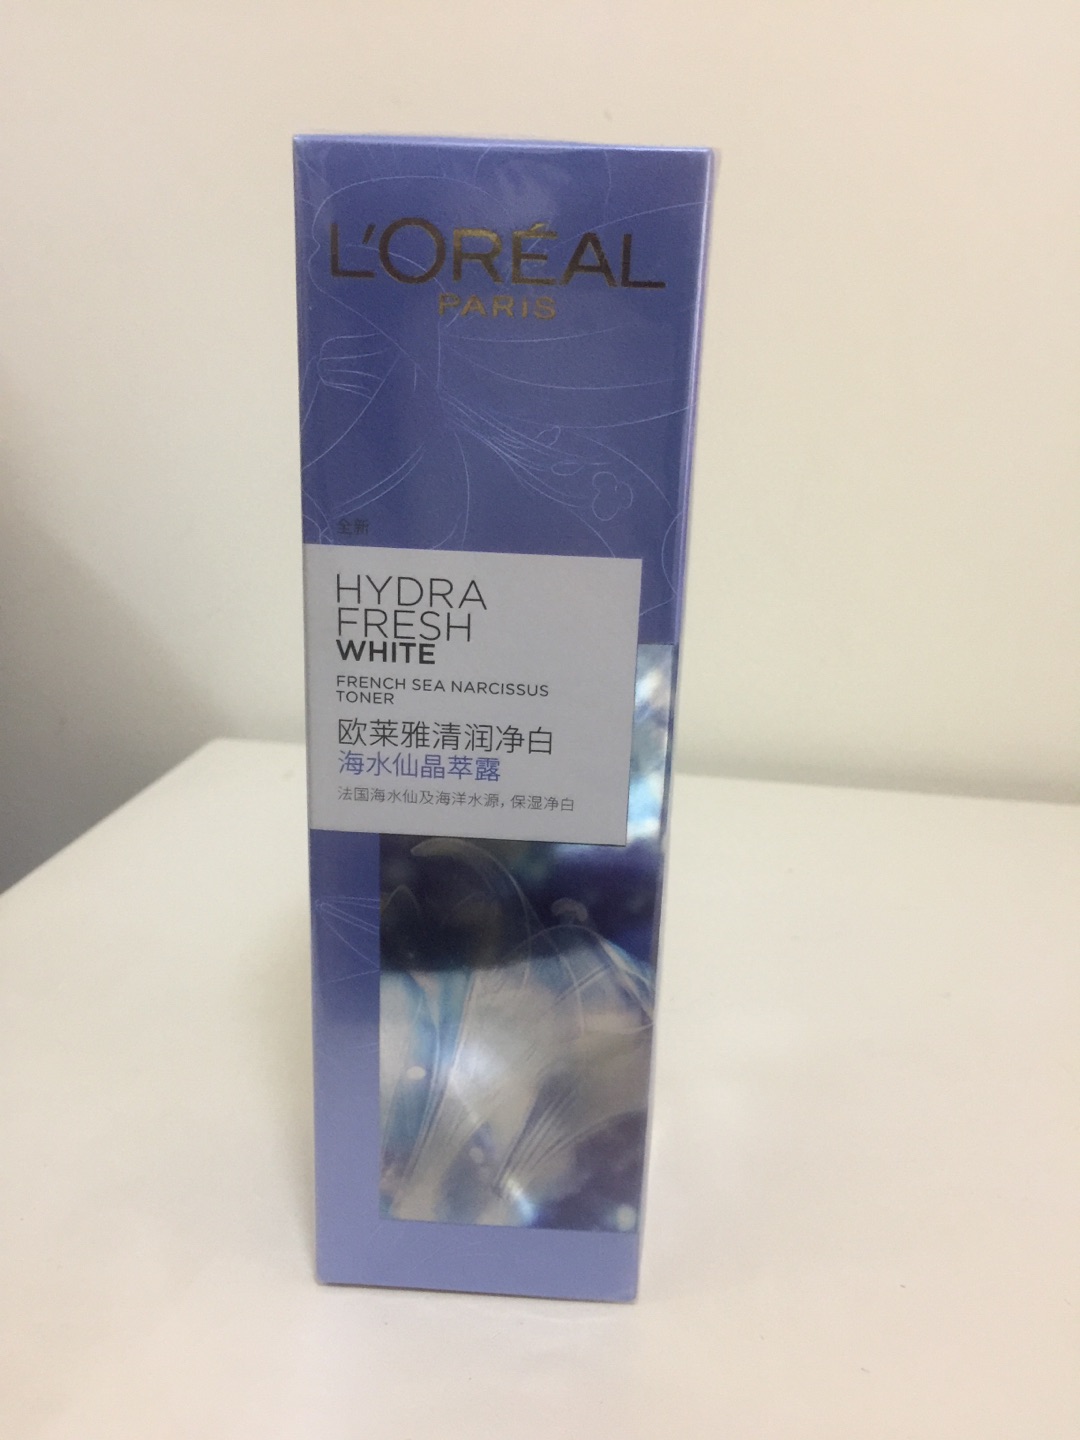 L'ORÉAL
PARIS
全新
HYDRA
FRESH
WHITE
FRENCH SEA NARCISSUS
TONER
欧莱雅清润净白
海水仙晶萃露
法国海水仙及海洋水源，保湿净白